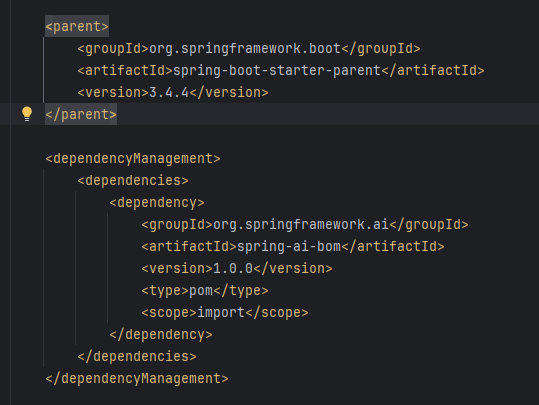 <parent>
<groupId>org.springframework.boot</groupId>
<artifactId>spring-boot-starter-parent</artifactId>
<version>3.4.4</version>
</parent>
<dependencyManagement>
<dependencies>
<dependency>
<groupId>org.springframework.ai</groupId>
<artifactId>spring-ai-bom</artifactId>
<version>1.0.0</version>
<type>pom</type>
<scope>import</scope>
</dependency>
</dependencies>
</dependencyManagement>